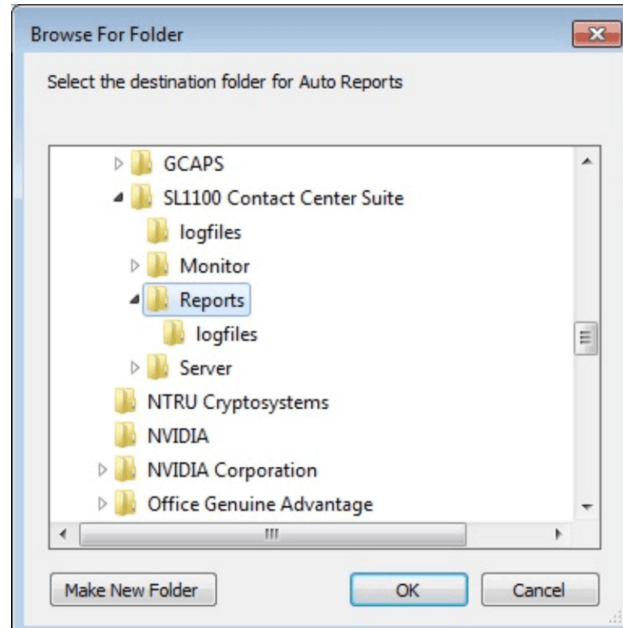 Browse For Folder
Select the destination folder for Auto Reports
GCAPS
SL1100 Contact Center Suite
logfiles
Monitor
Reports
logfiles
Server
NTRU Cryptosystems
NVIDIA
NVIDIA Corporation
Office Genuine Advantage
Make New Folder OK Cancel